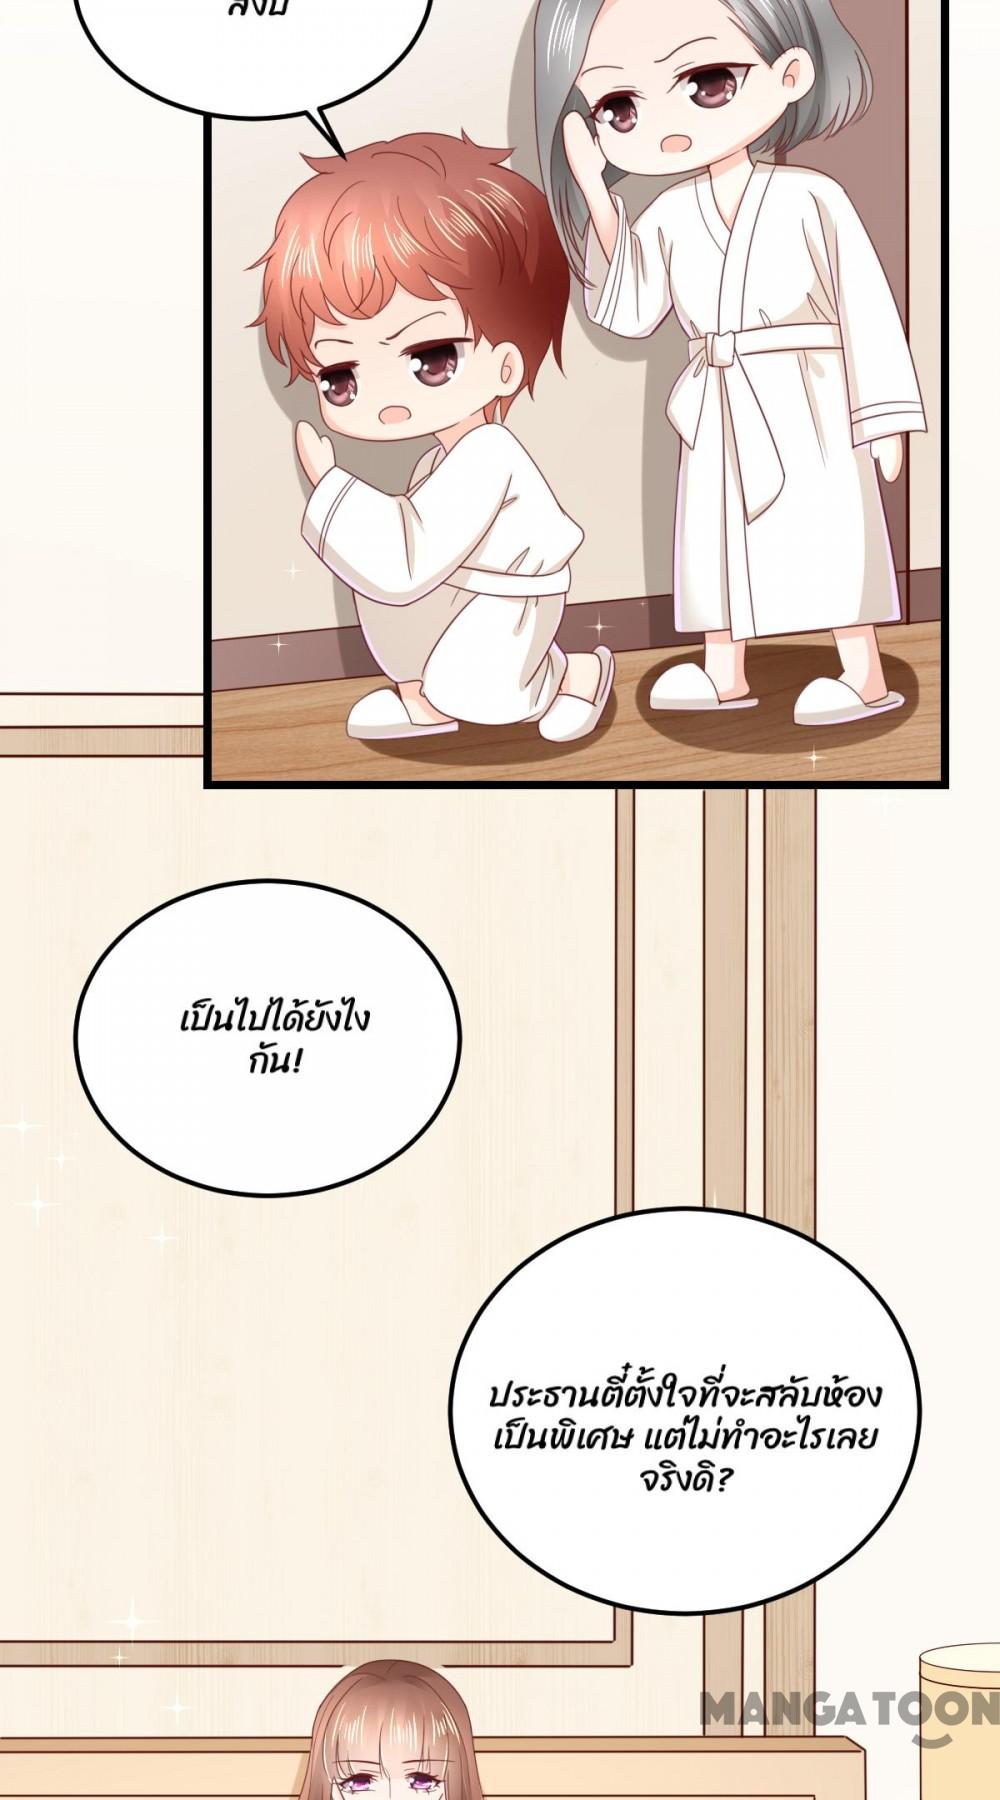 เป็นไปได้ยังไง
กัน!
ประธานตี๋ตั้งใจที่จะสลับห้อง
เป็นพิเศษ แต่ไม่ทำอะไรเลย
จริงดิ?
MANGATOON